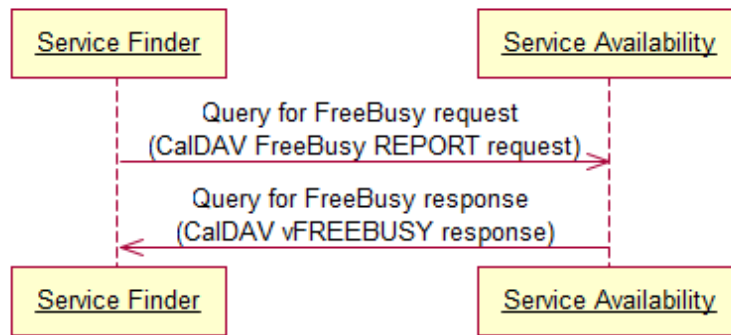 Service Finder
Service Availability
Query for FreeBusy request
(CalDAV FreeBusy REPORT request)
Query for FreeBusy response
(CalDAV vFREEBUSY response)
Service Finder
Service Availability